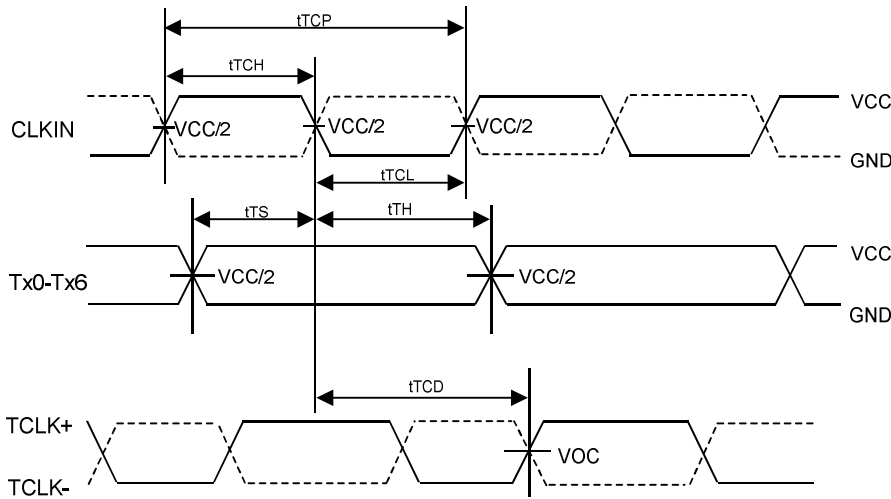 tTCP
tTCH
CLKIN
VCC/2
VCC/2
VCC/2
VCC
GND
tTCL
tTS
tTH
Tx0-Tx6
VCC/2
VCC/2
VCC
GND
tTCD
TCLK+
VOC
TCLK-